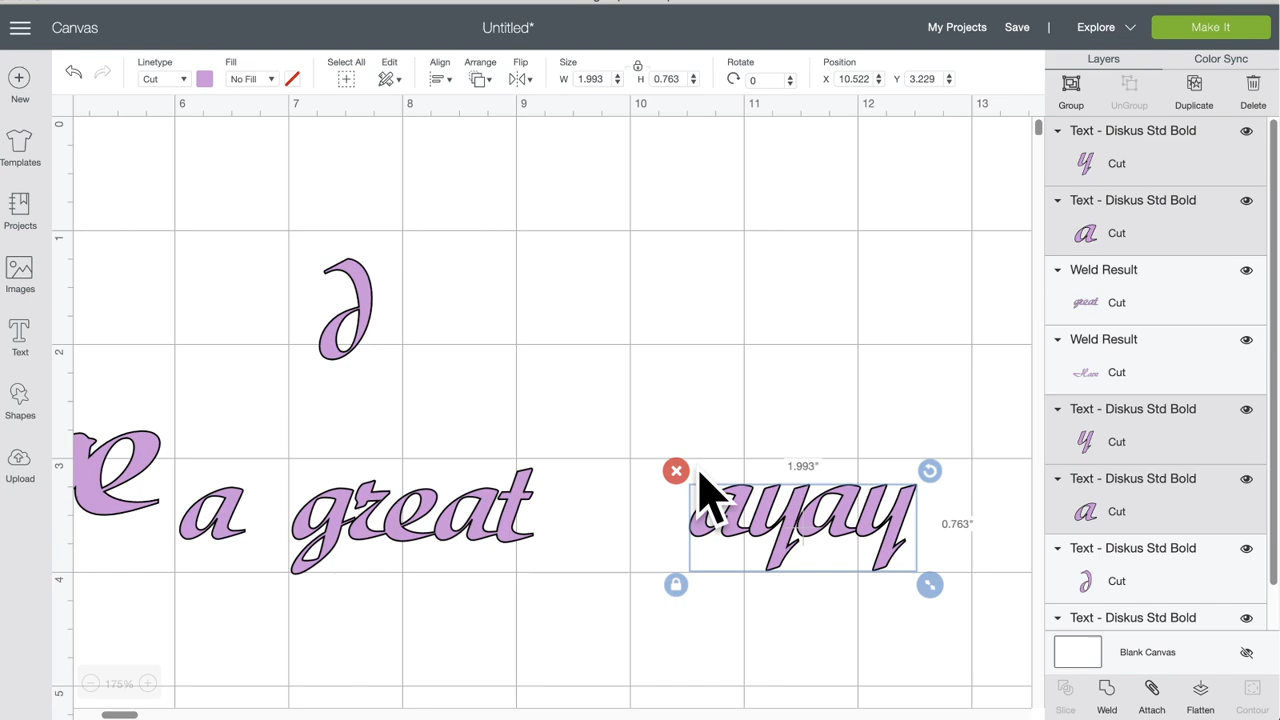 Canvas
Untitled*
My Projects
Save
|
Explore
Make It
Linetype
Cut
Fill
No Fill
Select All
Edit
Align
Arrange
Flip
Size
W 1.993
H 0.763
Rotate
0
Position
X 10.522
Y 3.229
Layers
Color Sync
New
Templates
Projects
Images
Text
Shapes
Upload
6 7 8 9 10 11 12 13
0
1
2
3
4
5
∂
e a great ayay
1.993"
0.763"
175%
Group
UnGroup
Duplicate
Delete
Text - Diskus Std Bold
y Cut
Text - Diskus Std Bold
a Cut
Weld Result
great Cut
Weld Result
Have Cut
Text - Diskus Std Bold
y Cut
Text - Diskus Std Bold
a Cut
Text - Diskus Std Bold
∂ Cut
Text - Diskus Std Bold
Blank Canvas
Slice
Weld
Attach
Flatten
Contour